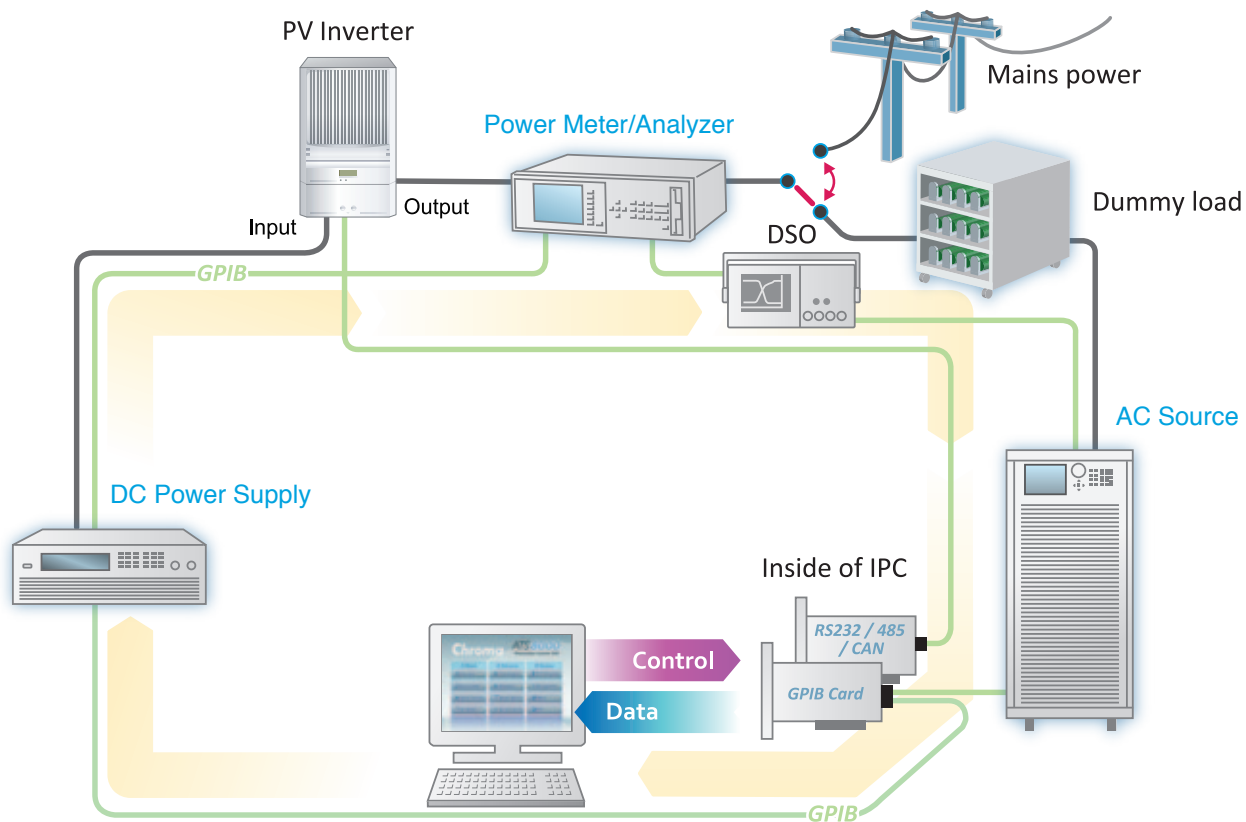 PV Inverter
Mains power
Power Meter/Analyzer
Dummy load
Output
Input
DSO
GPIB
AC Source
DC Power Supply
Inside of IPC
RS232 / 485
/ CAN
Chroma
Control
GPIB Card
Data
GPIB